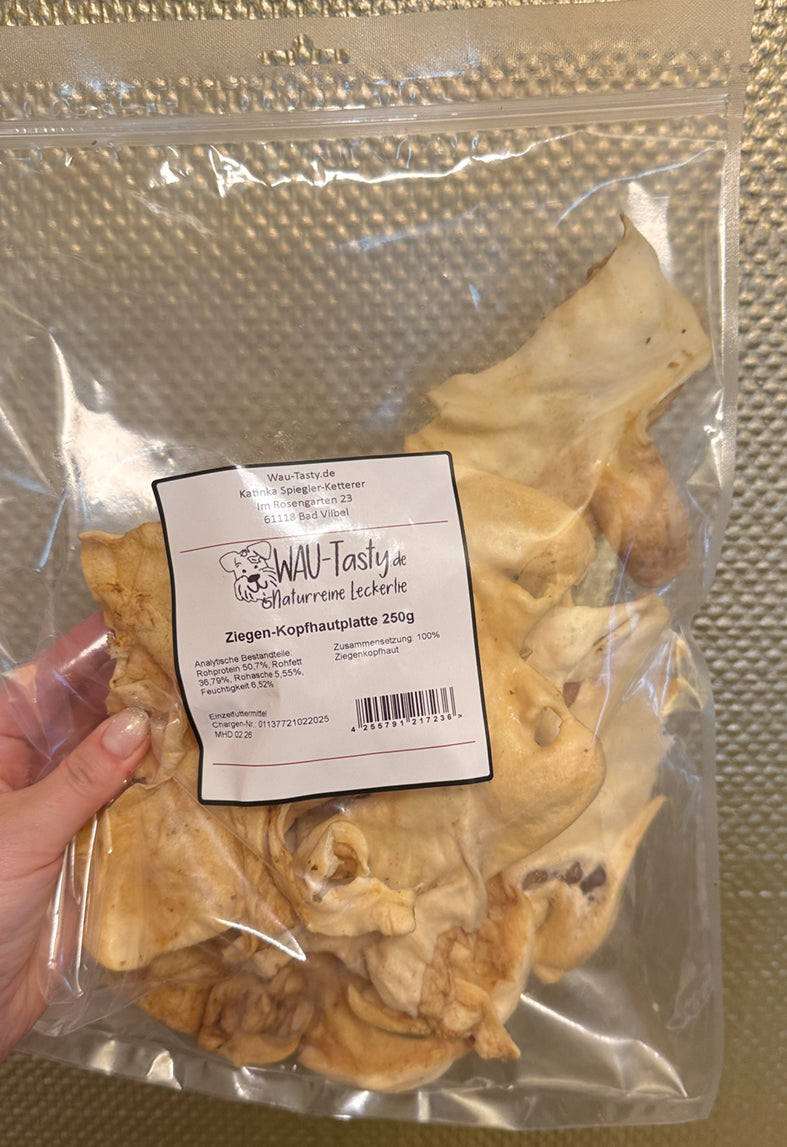 Wau-Tasty.de
Katinka Spiegler-Ketterer
Im Rosengarten 23
61118 Bad Vilbel
WAU-Tasty.de
Naturreine Leckerlie
Ziegen-Kopfhautplatte 250g
Analytische Bestandteile:
Rohprotein 50,7%, Rohfett
36,79%, Rohasche 5,55%,
Feuchtigkeit 6,52%
Zusammensetzung: 100%
Ziegenkopfhaut
Einzelfuttermittel
Chargen-Nr.: 01137721022025
MHD 02.26
4 255791 217236 >